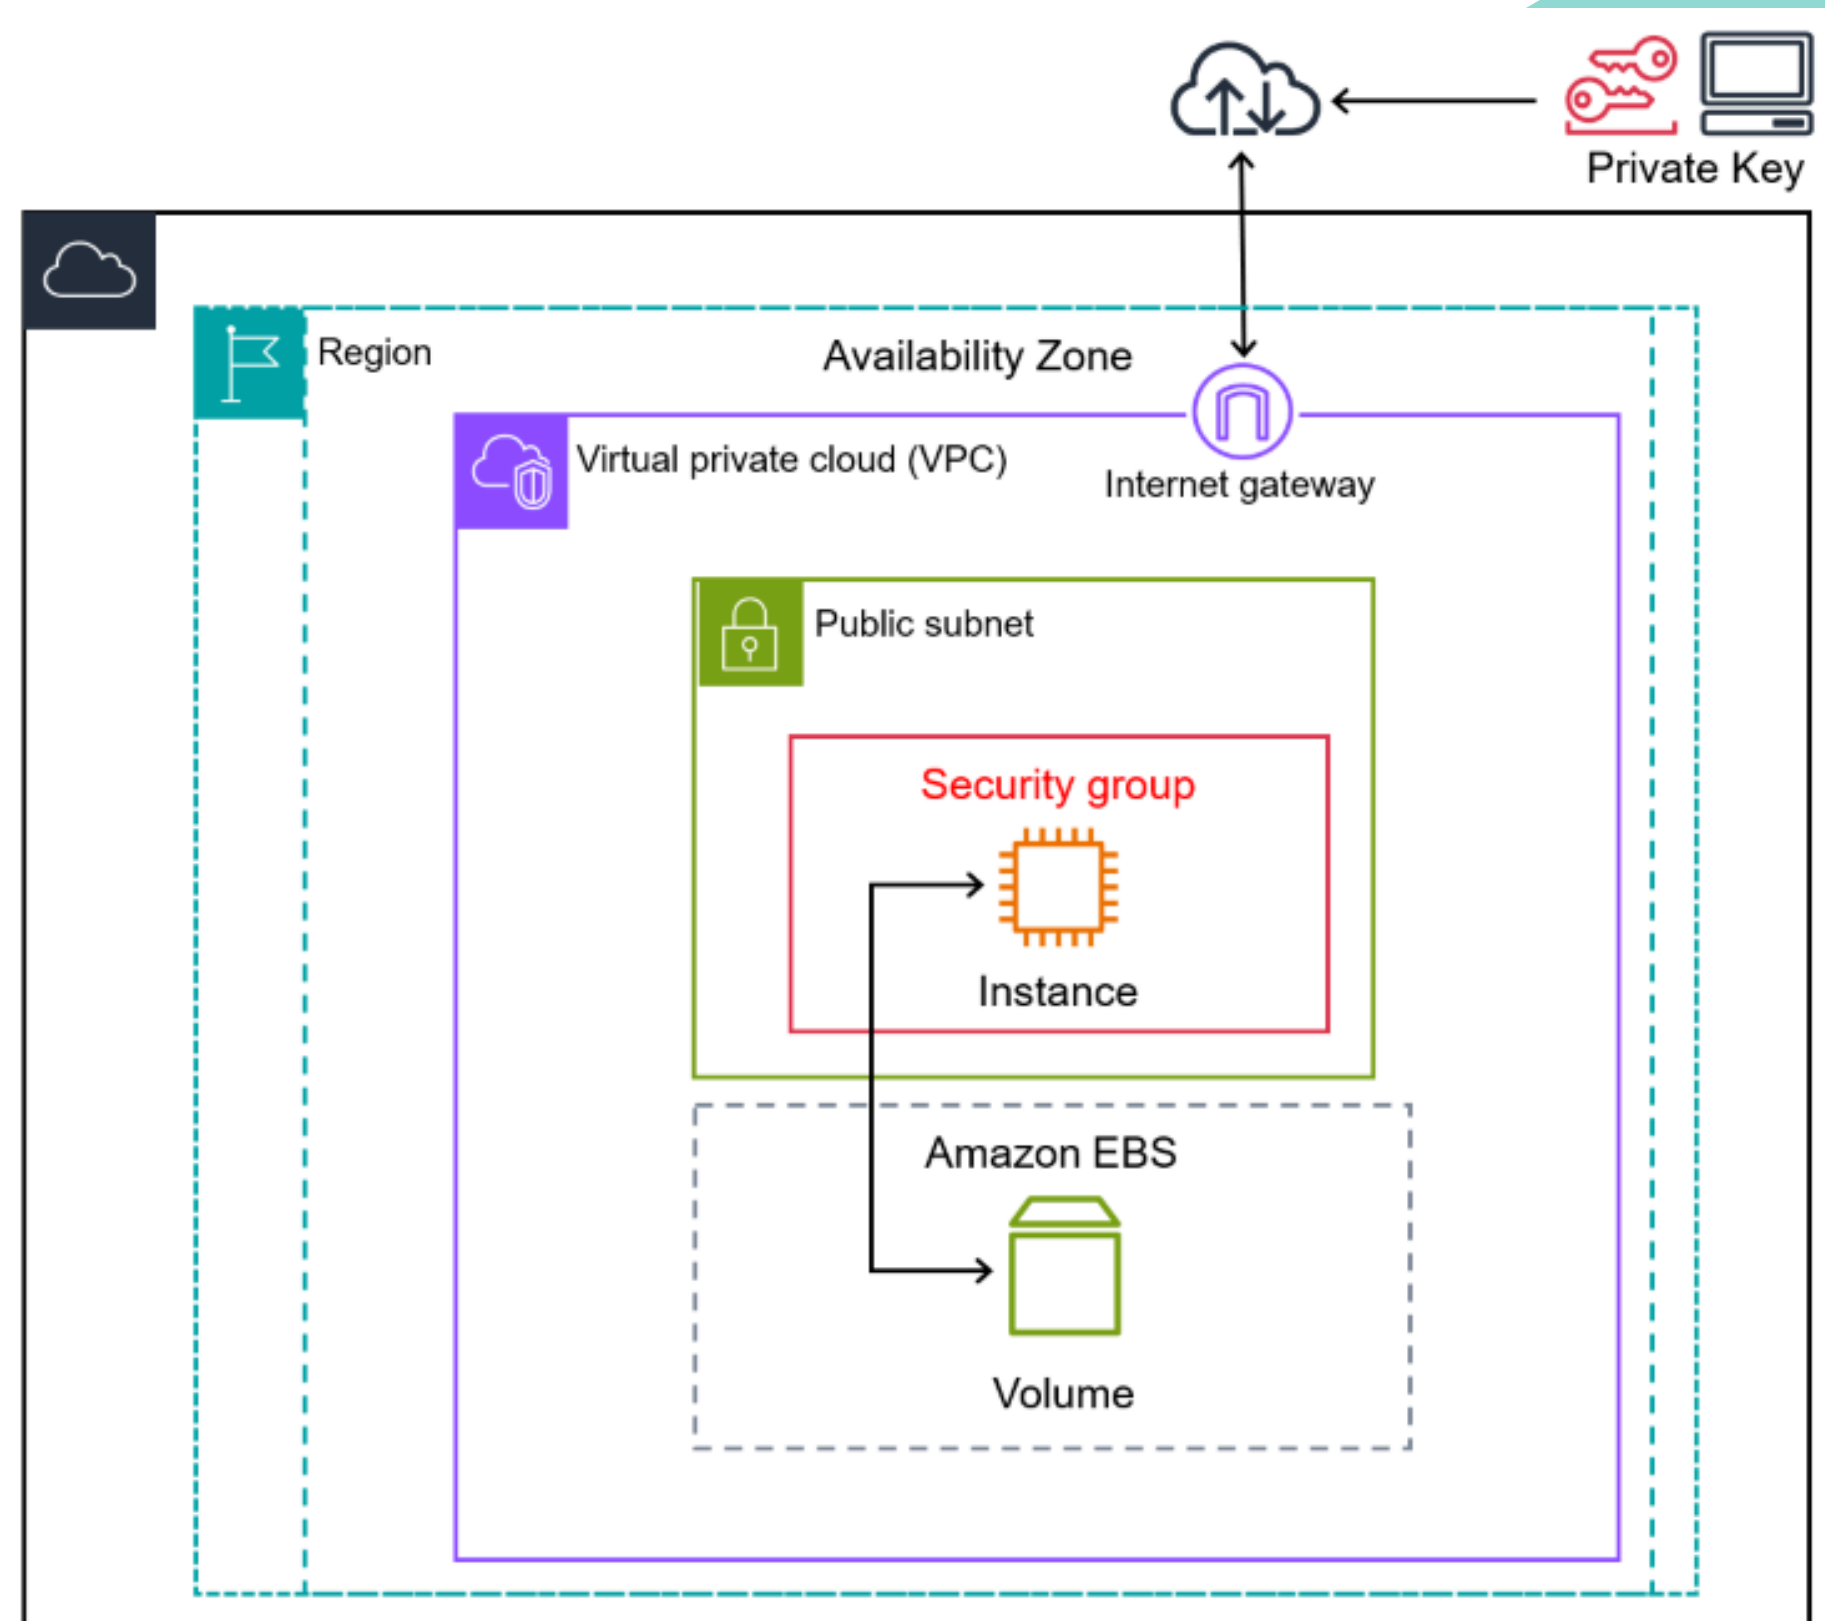 Private Key
Region
Availability Zone
Virtual private cloud (VPC)
Internet gateway
Public subnet
Security group
Instance
Amazon EBS
Volume